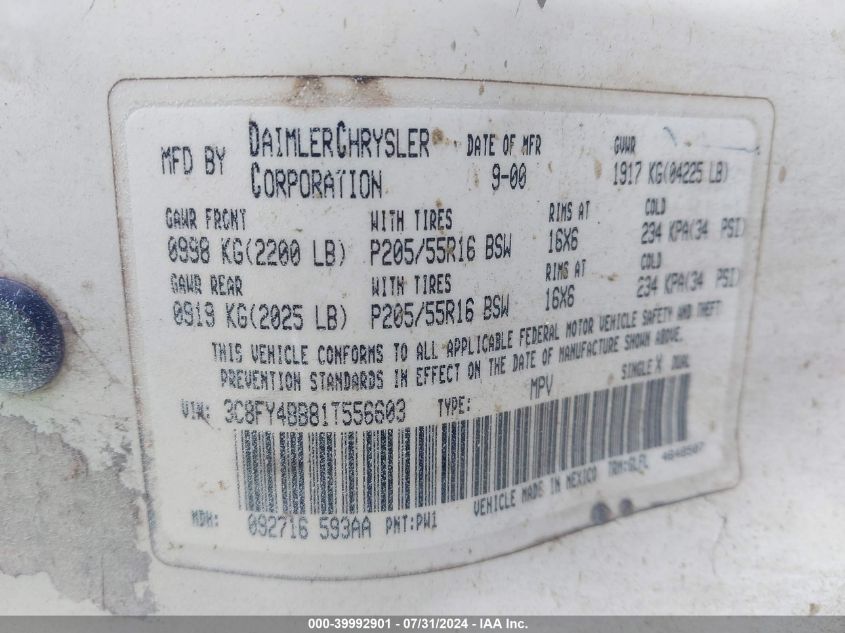 MFD BY DAIMLERCHRYSLER CORPORATION DATE OF MFR 9-00 GVWR 1917 KG(04225 LB)
GAWR FRONT WITH TIRES RIMS AT COLD
0998 KG(2200 LB) P205/55R16 BSW 16X6 234 KPA(34 PSI)
GAWR REAR WITH TIRES RIMS AT COLD
0919 KG(2025 LB) P205/55R16 BSW 16X6 234 KPA(34 PSI)
THIS VEHICLE CONFORMS TO ALL APPLICABLE FEDERAL MOTOR VEHICLE SAFETY AND THEFT
PREVENTION STANDARDS IN EFFECT ON THE DATE OF MANUFACTURE SHOWN ABOVE.
VIN: 3C8FY4BB81T556603 TYPE: MPV SINGLE X DUAL
MDH: 092716 593AA PNT:PW1 VEHICLE MADE IN MEXICO TRM:GLFL 4648507
000-39992901 - 07/31/2024 - IAA Inc.